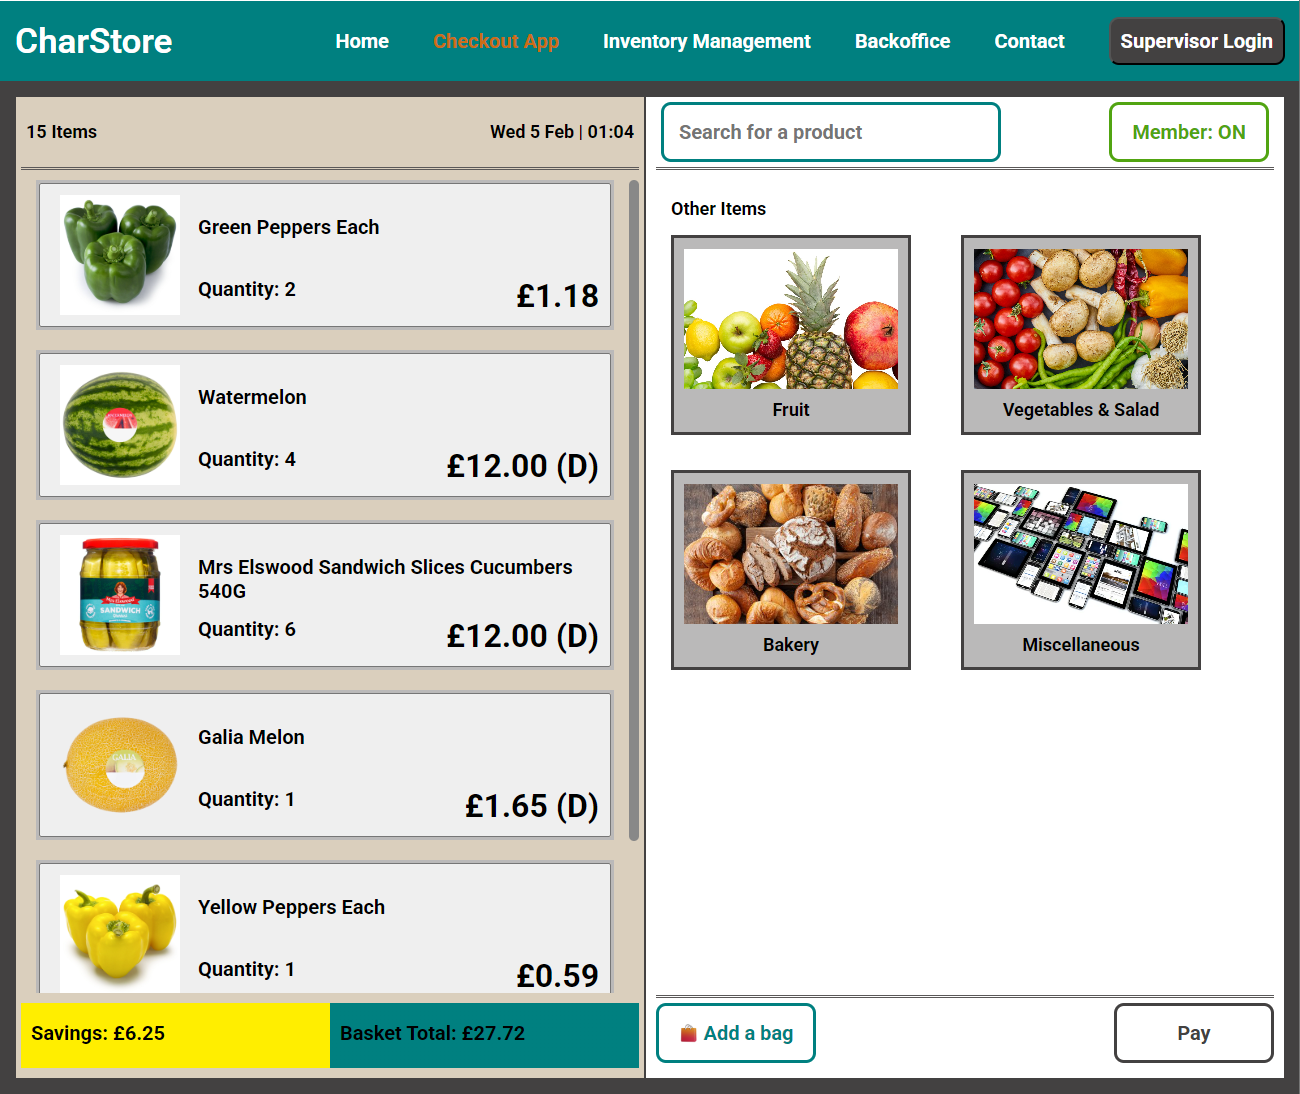 CharStore
Home
Checkout App
Inventory Management
Backoffice
Contact
Supervisor Login
15 Items
Wed 5 Feb | 01:04
Green Peppers Each
Quantity: 2
£1.18
Watermelon
Quantity: 4
£12.00 (D)
Mrs Elswood Sandwich Slices Cucumbers
540G
SANDWICH
Quantity: 6
£12.00 (D)
Galia Melon
GALIA
Quantity: 1
£1.65 (D)
Yellow Peppers Each
Quantity: 1
£0.59
Savings: £6.25
Basket Total: £27.72
Search for a product
Member: ON
Other Items
Fruit
Vegetables & Salad
Bakery
Miscellaneous
Add a bag
Pay